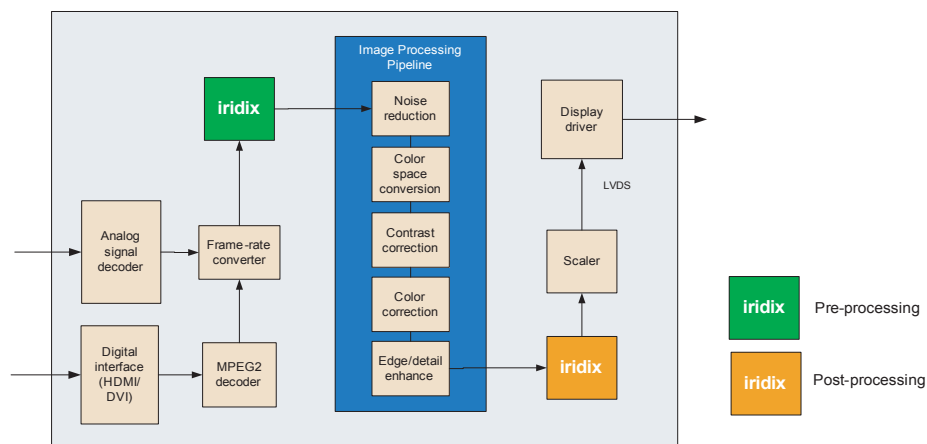 Image Processing
Pipeline
iridix
Noise
reduction
Color
space
conversion
Contrast
correction
Color
correction
Edge/detail
enhance
Display
driver
LVDS
Scaler
iridix
Analog
signal
decoder
Frame-rate
converter
Digital
interface
(HDMI/
DVI)
MPEG2
decoder
iridix
Pre-processing
iridix
Post-processing